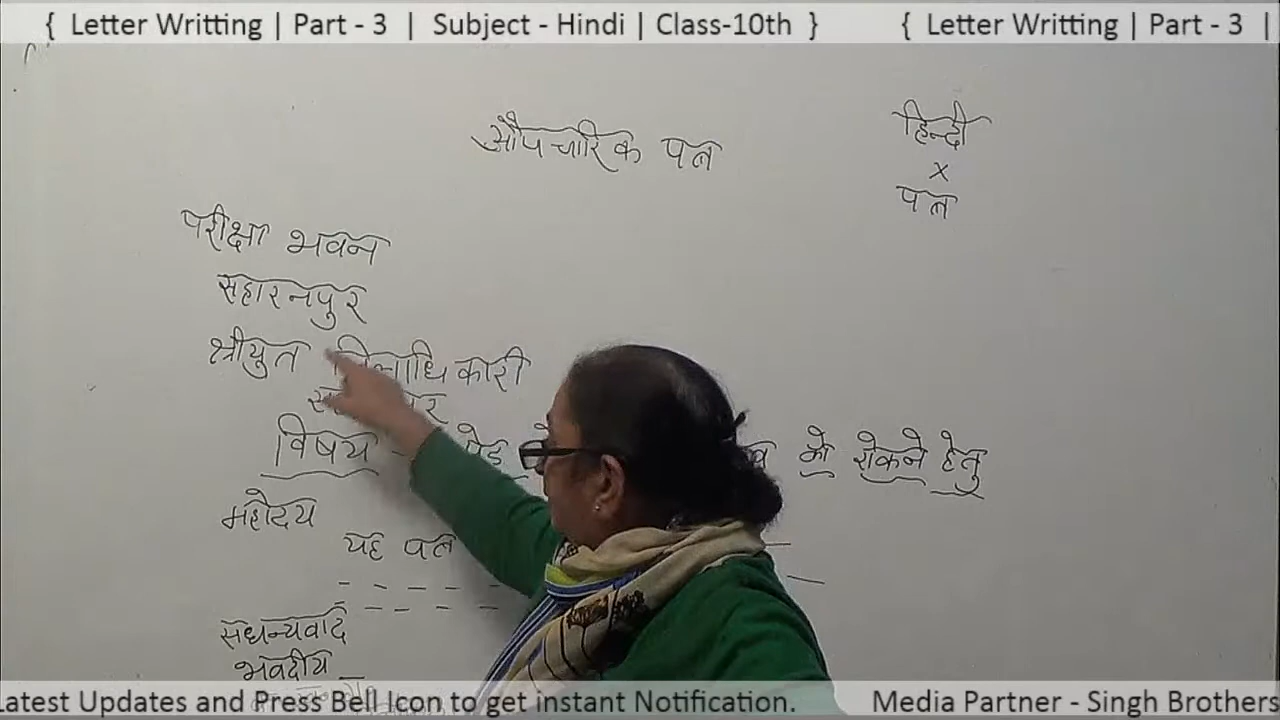 { Letter Writting | Part - 3 | Subject - Hindi | Class-10th } { Letter Writting | Part - 3 |
औपचारिक पत्र
हिन्दी
x
पत्र
परीक्षा भवन
सहारनपुर
श्रीयुत जिलाधिकारी
विषय - पेड़ को रोकने हेतु
महोदय
यह पत्र
सधन्यवाद
भवदीय
Latest Updates and Press Bell Icon to get instant Notification. Media Partner - Singh Brothers